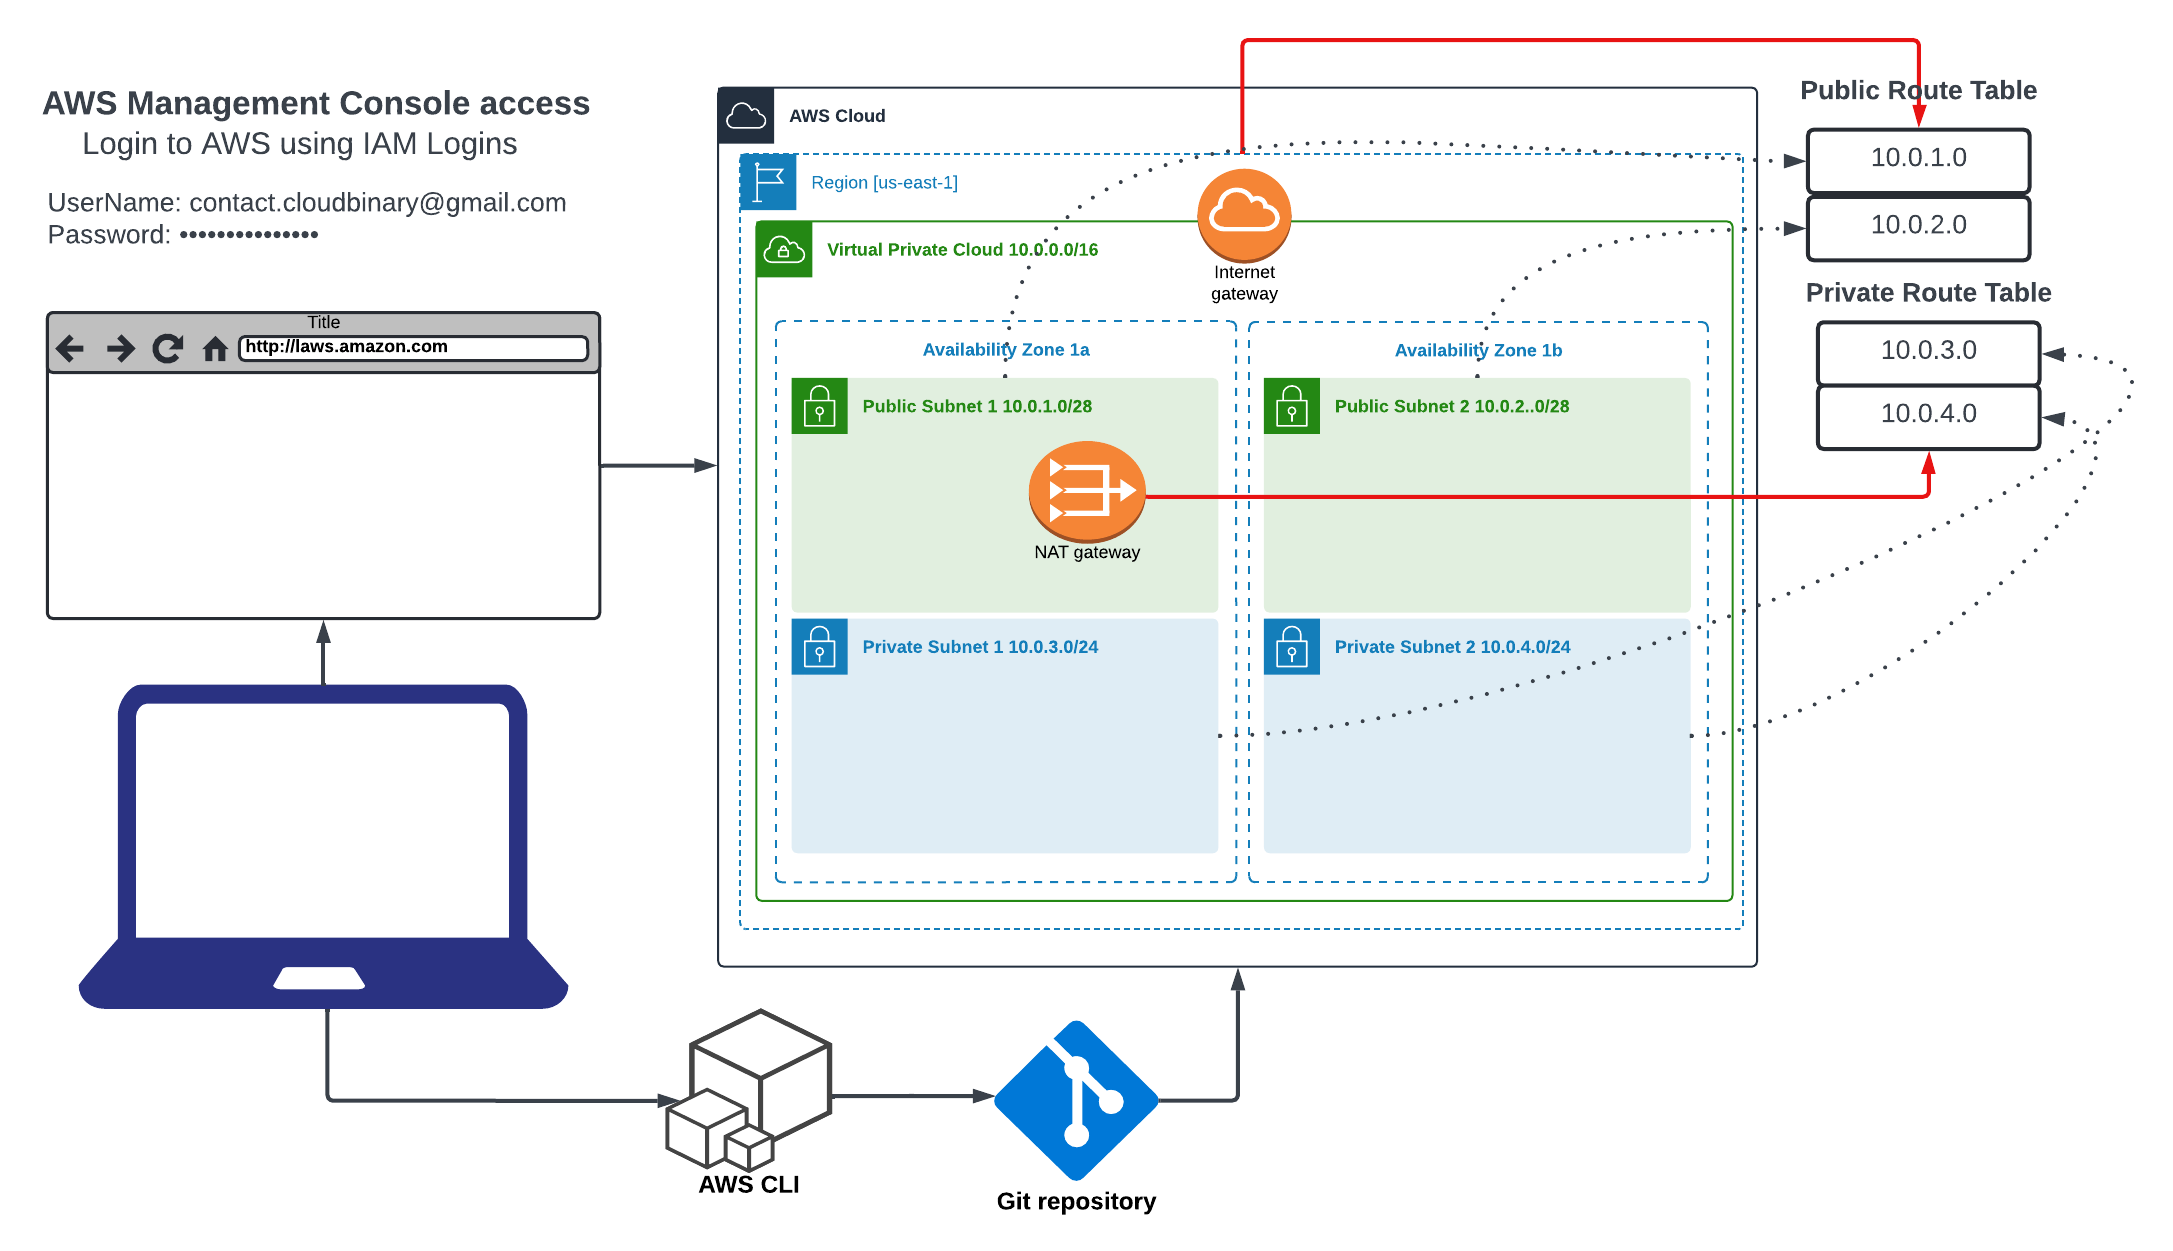 AWS Management Console access
Login to AWS using IAM Logins
UserName: contact.cloudbinary@gmail.com
Password: •••••••••••••••
Title
http://laws.amazon.com
AWS Cloud
Region [us-east-1]
Virtual Private Cloud 10.0.0.0/16
Internet
gateway
Availability Zone 1a
Availability Zone 1b
Public Subnet 1 10.0.1.0/28
Public Subnet 2 10.0.2..0/28
NAT gateway
Private Subnet 1 10.0.3.0/24
Private Subnet 2 10.0.4.0/24
Public Route Table
10.0.1.0
10.0.2.0
Private Route Table
10.0.3.0
10.0.4.0
AWS CLI
Git repository